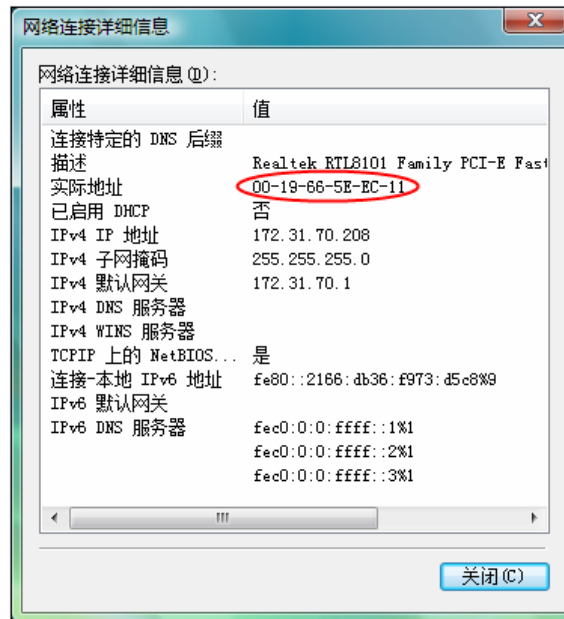 网络连接详细信息
网络连接详细信息(D):
属性 值
连接特定的 DNS 后缀
描述 Realtek RTL8101 Family PCI-E Fast
实际地址 00-19-66-5E-EC-11
已启用 DHCP 否
IPv4 IP 地址 172.31.70.208
IPv4 子网掩码 255.255.255.0
IPv4 默认网关 172.31.70.1
IPv4 DNS 服务器
IPv4 WINS 服务器
TCPIP 上的 NetBIOS... 是
连接-本地 IPv6 地址 fe80::2166:db36:f973:d5c8%9
IPv6 默认网关
IPv6 DNS 服务器 fec0:0:0:ffff::1%1
fec0:0:0:ffff::2%1
fec0:0:0:ffff::3%1
关闭(C)